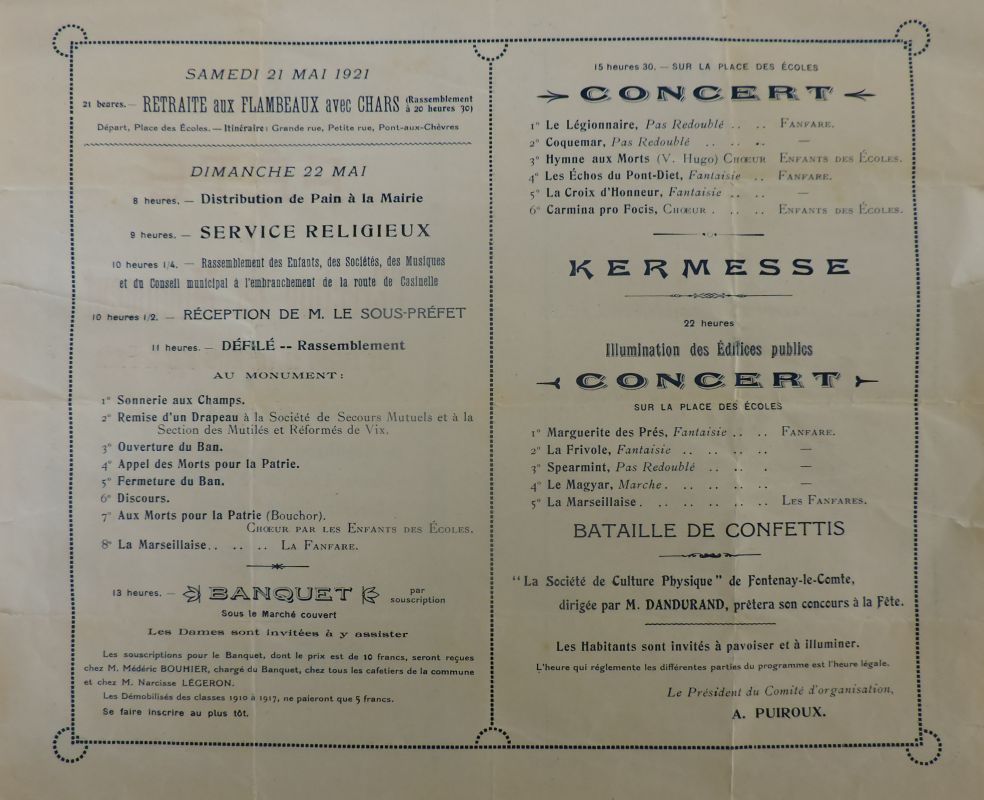 SAMEDI 21 MAI 1921
21 heures. — RETRAITE aux FLAMBEAUX avec CHARS (Rassemblement à 20 heures 30)
Départ, Place des Écoles. — Itinéraire : Grande rue, Petite rue, Pont-aux-Chèvres
DIMANCHE 22 MAI
8 heures. — Distribution de Pain à la Mairie
9 heures. — SERVICE RELIGIEUX
10 heures 1/4. — Rassemblement des Enfants, des Sociétés, des Musiques
et du Conseil municipal à l'embranchement de la route de Casinelle
10 heures 1/2. — RÉCEPTION DE M. LE SOUS-PRÉFET
11 heures. — DÉFILÉ -- Rassemblement
AU MONUMENT :
1° Sonnerie aux Champs.
2° Remise d'un Drapeau à la Société de Secours Mutuels et à la
Section des Mutilés et Réformés de Vix.
3° Ouverture du Ban.
4° Appel des Morts pour la Patrie.
5° Fermeture du Ban.
6° Discours.
7° Aux Morts pour la Patrie (Bouchor).
CHŒUR PAR LES ENFANTS DES ÉCOLES.
8° La Marseillaise.. .. .. LA FANFARE.
13 heures. — BANQUET par souscription
Sous le Marché couvert
Les Dames sont invitées à y assister
Les souscriptions pour le Banquet, dont le prix est de 10 francs, seront reçues
chez M. Médéric BOUHIER, chargé du Banquet, chez tous les cafetiers de la commune
et chez M. Narcisse LÉGERON.
Les Démobilisés des classes 1910 à 1917, ne paieront que 5 francs.
Se faire inscrire au plus tôt.
15 heures 30. — SUR LA PLACE DES ÉCOLES
CONCERT
1° Le Légionnaire, Pas Redoublé .. .. FANFARE.
2° Coquemar, Pas Redoublé .. .. .. —
3° Hymne aux Morts (V. Hugo) CHŒUR ENFANTS DES ÉCOLES.
4° Les Échos du Pont-Diet, Fantaisie .. FANFARE.
5° La Croix d'Honneur, Fantaisie .. .. —
6° Carmina pro Focis, CHŒUR . .. .. ENFANTS DES ÉCOLES.
KERMESSE
22 heures
Illumination des Édifices publics
CONCERT
SUR LA PLACE DES ÉCOLES
1° Marguerite des Prés, Fantaisie .. .. FANFARE.
2° La Frivole, Fantaisie .. .. .. .. —
3° Spearmint, Pas Redoublé .. .. . —
4° Le Magyar, Marche. .. .. .. .. —
5° La Marseillaise. .. .. .. .. .. LES FANFARES.
BATAILLE DE CONFETTIS
“La Société de Culture Physique” de Fontenay-le-Comte,
dirigée par M. DANDURAND, prêtera son concours à la Fête.
Les Habitants sont invités à pavoiser et à illuminer.
L'heure qui réglemente les différentes parties du programme est l'heure légale.
Le Président du Comité d'organisation,
A. PUIROUX.